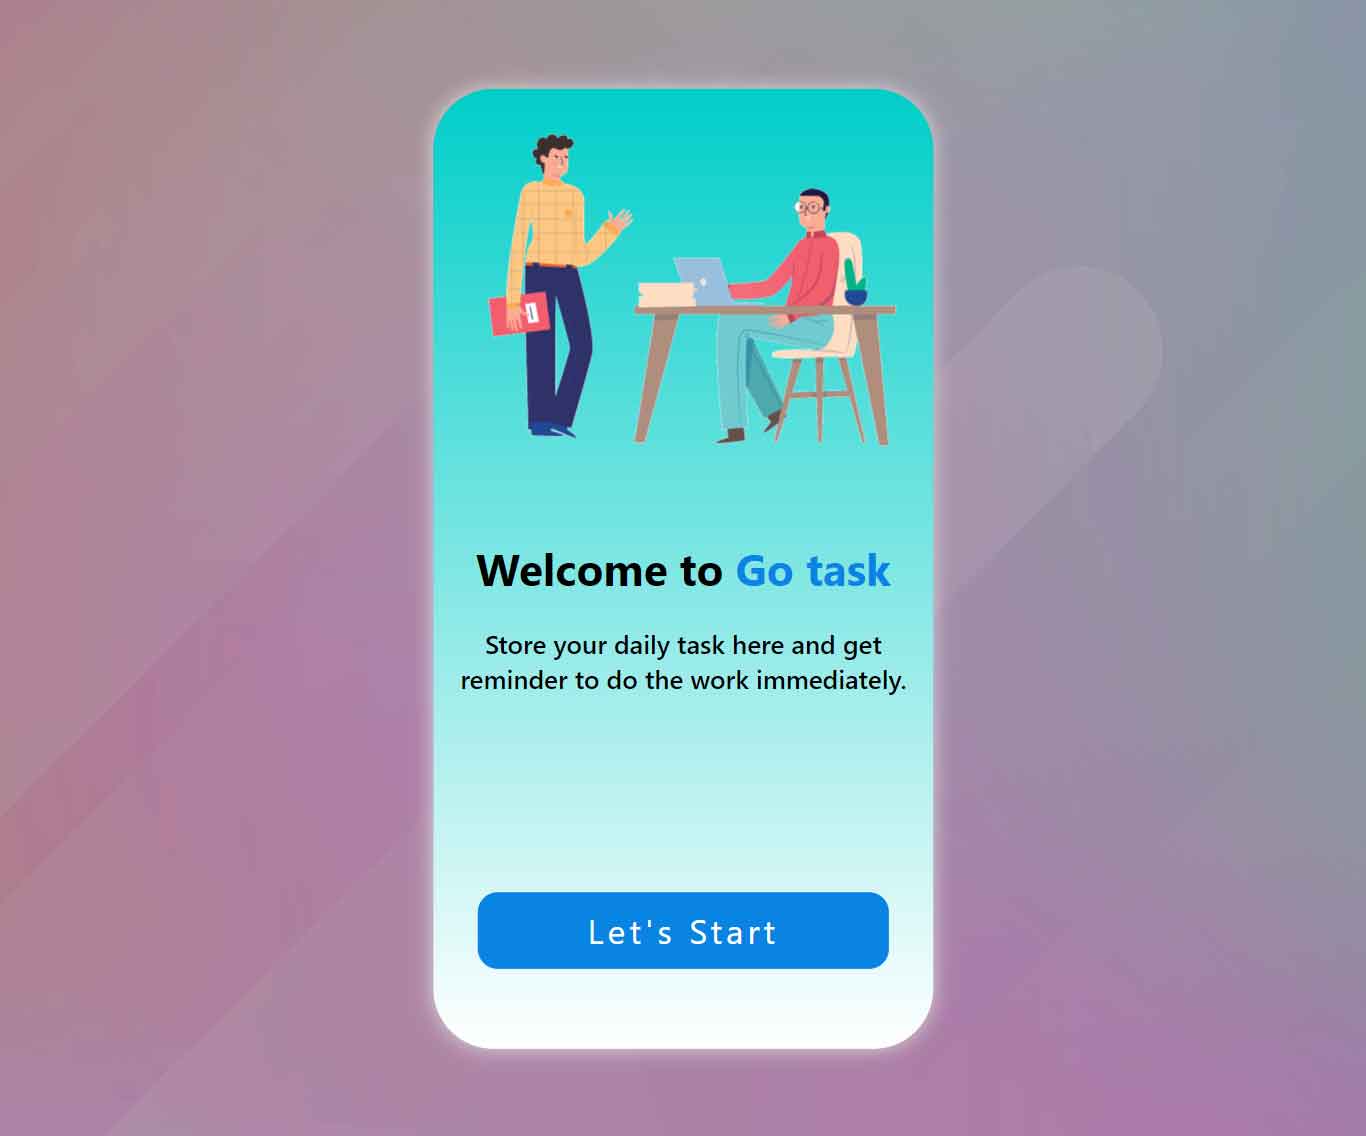 Welcome to Go task
Store your daily task here and get
reminder to do the work immediately.
Let's Start